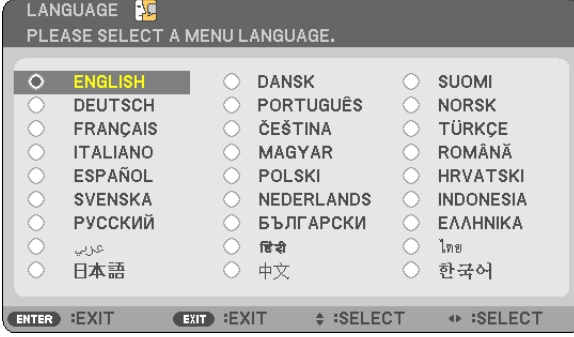 LANGUAGE
PLEASE SELECT A MENU LANGUAGE.
ENGLISH DANSK SUOMI
DEUTSCH PORTUGUÊS NORSK
FRANÇAIS ČEŠTINA TÜRKÇE
ITALIANO MAGYAR ROMÂNĂ
ESPAÑOL POLSKI HRVATSKI
SVENSKA NEDERLANDS INDONESIA
РУССКИЙ БЪЛГАРСКИ ΕΛΛΗΝΙΚΑ
عربي हिंदी ไทย
日本語 中文 한국어
ENTER :EXIT EXIT :EXIT :SELECT :SELECT